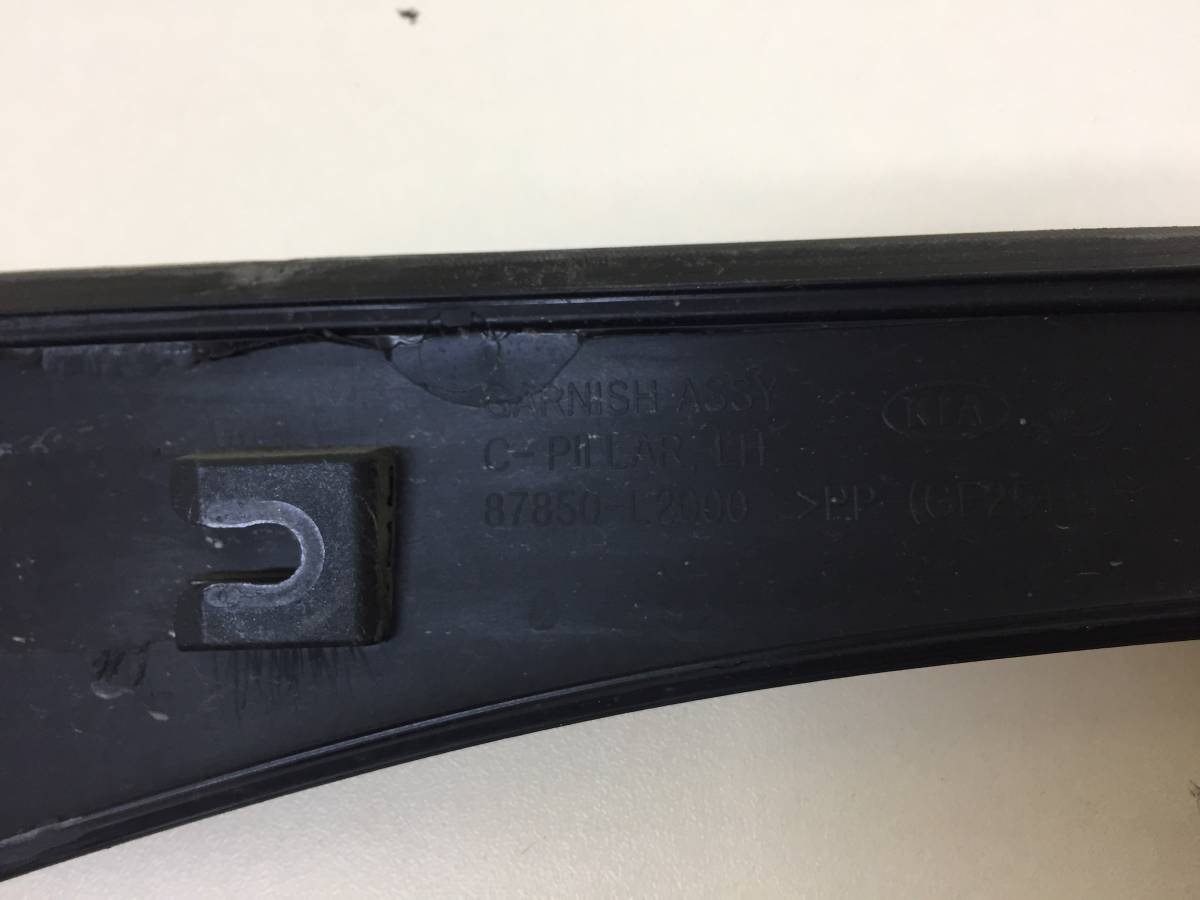 GARNISH ASSY
C-PILLAR, LH
87850-L2000
KIA
>PP